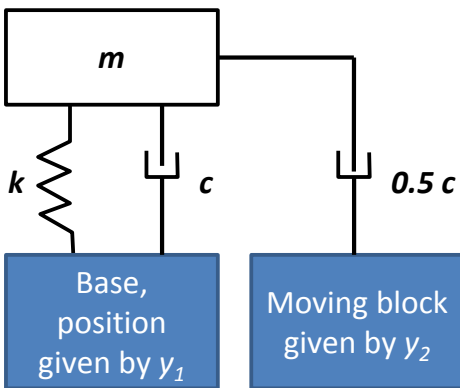 m
k
c
0.5 c
Base,
position
given by y₁
Moving block
given by y₂